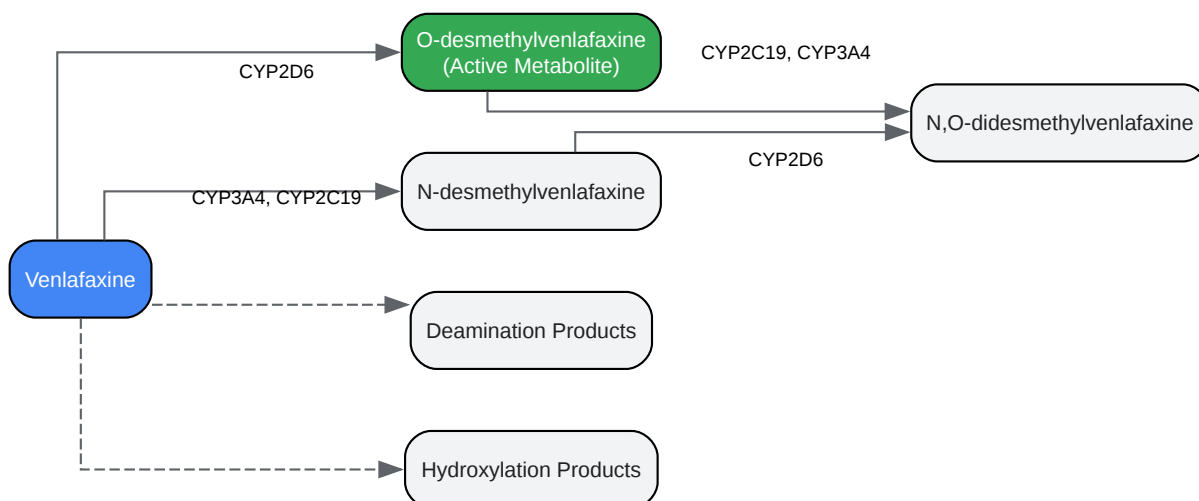 O-desmethylvenlafaxine
(Active Metabolite)
CYP2C19, CYP3A4
CYP2D6
N,O-didesmethylvenlafaxine
CYP2D6
N-desmethylvenlafaxine
CYP3A4, CYP2C19
Venlafaxine
Deamination Products
Hydroxylation Products